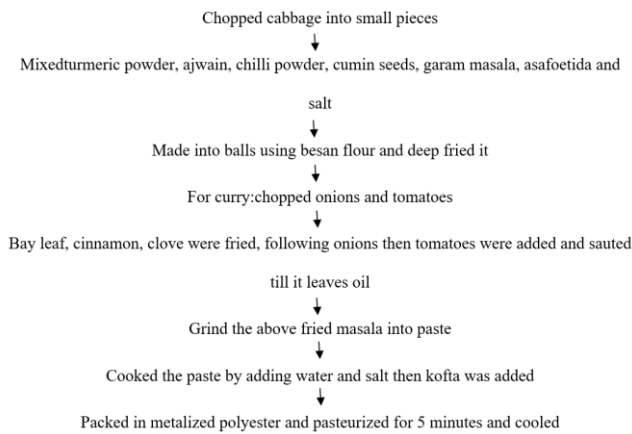 Chopped cabbage into small pieces
Mixedturmeric powder, ajwain, chilli powder, cumin seeds, garam masala, asafoetida and
salt
Made into balls using besan flour and deep fried it
For curry:chopped onions and tomatoes
Bay leaf, cinnamon, clove were fried, following onions then tomatoes were added and sauted
till it leaves oil
Grind the above fried masala into paste
Cooked the paste by adding water and salt then kofta was added
Packed in metalized polyester and pasteurized for 5 minutes and cooled